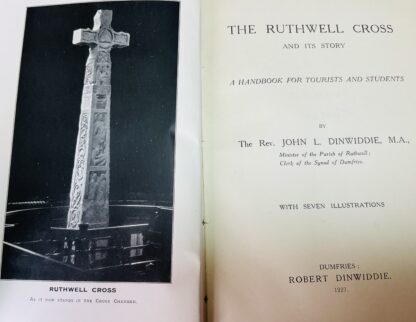 RUTHWELL CROSS
AS IT NOW STANDS IN THE CROSS CHAMBER.
THE RUTHWELL CROSS
AND ITS STORY
A HANDBOOK FOR TOURISTS AND STUDENTS
BY
The Rev. JOHN L. DINWIDDIE, M.A.,
Minister of the Parish of Ruthwell;
Clerk of the Synod of Dumfries.
WITH SEVEN ILLUSTRATIONS
DUMFRIES:
ROBERT DINWIDDIE.
1927.